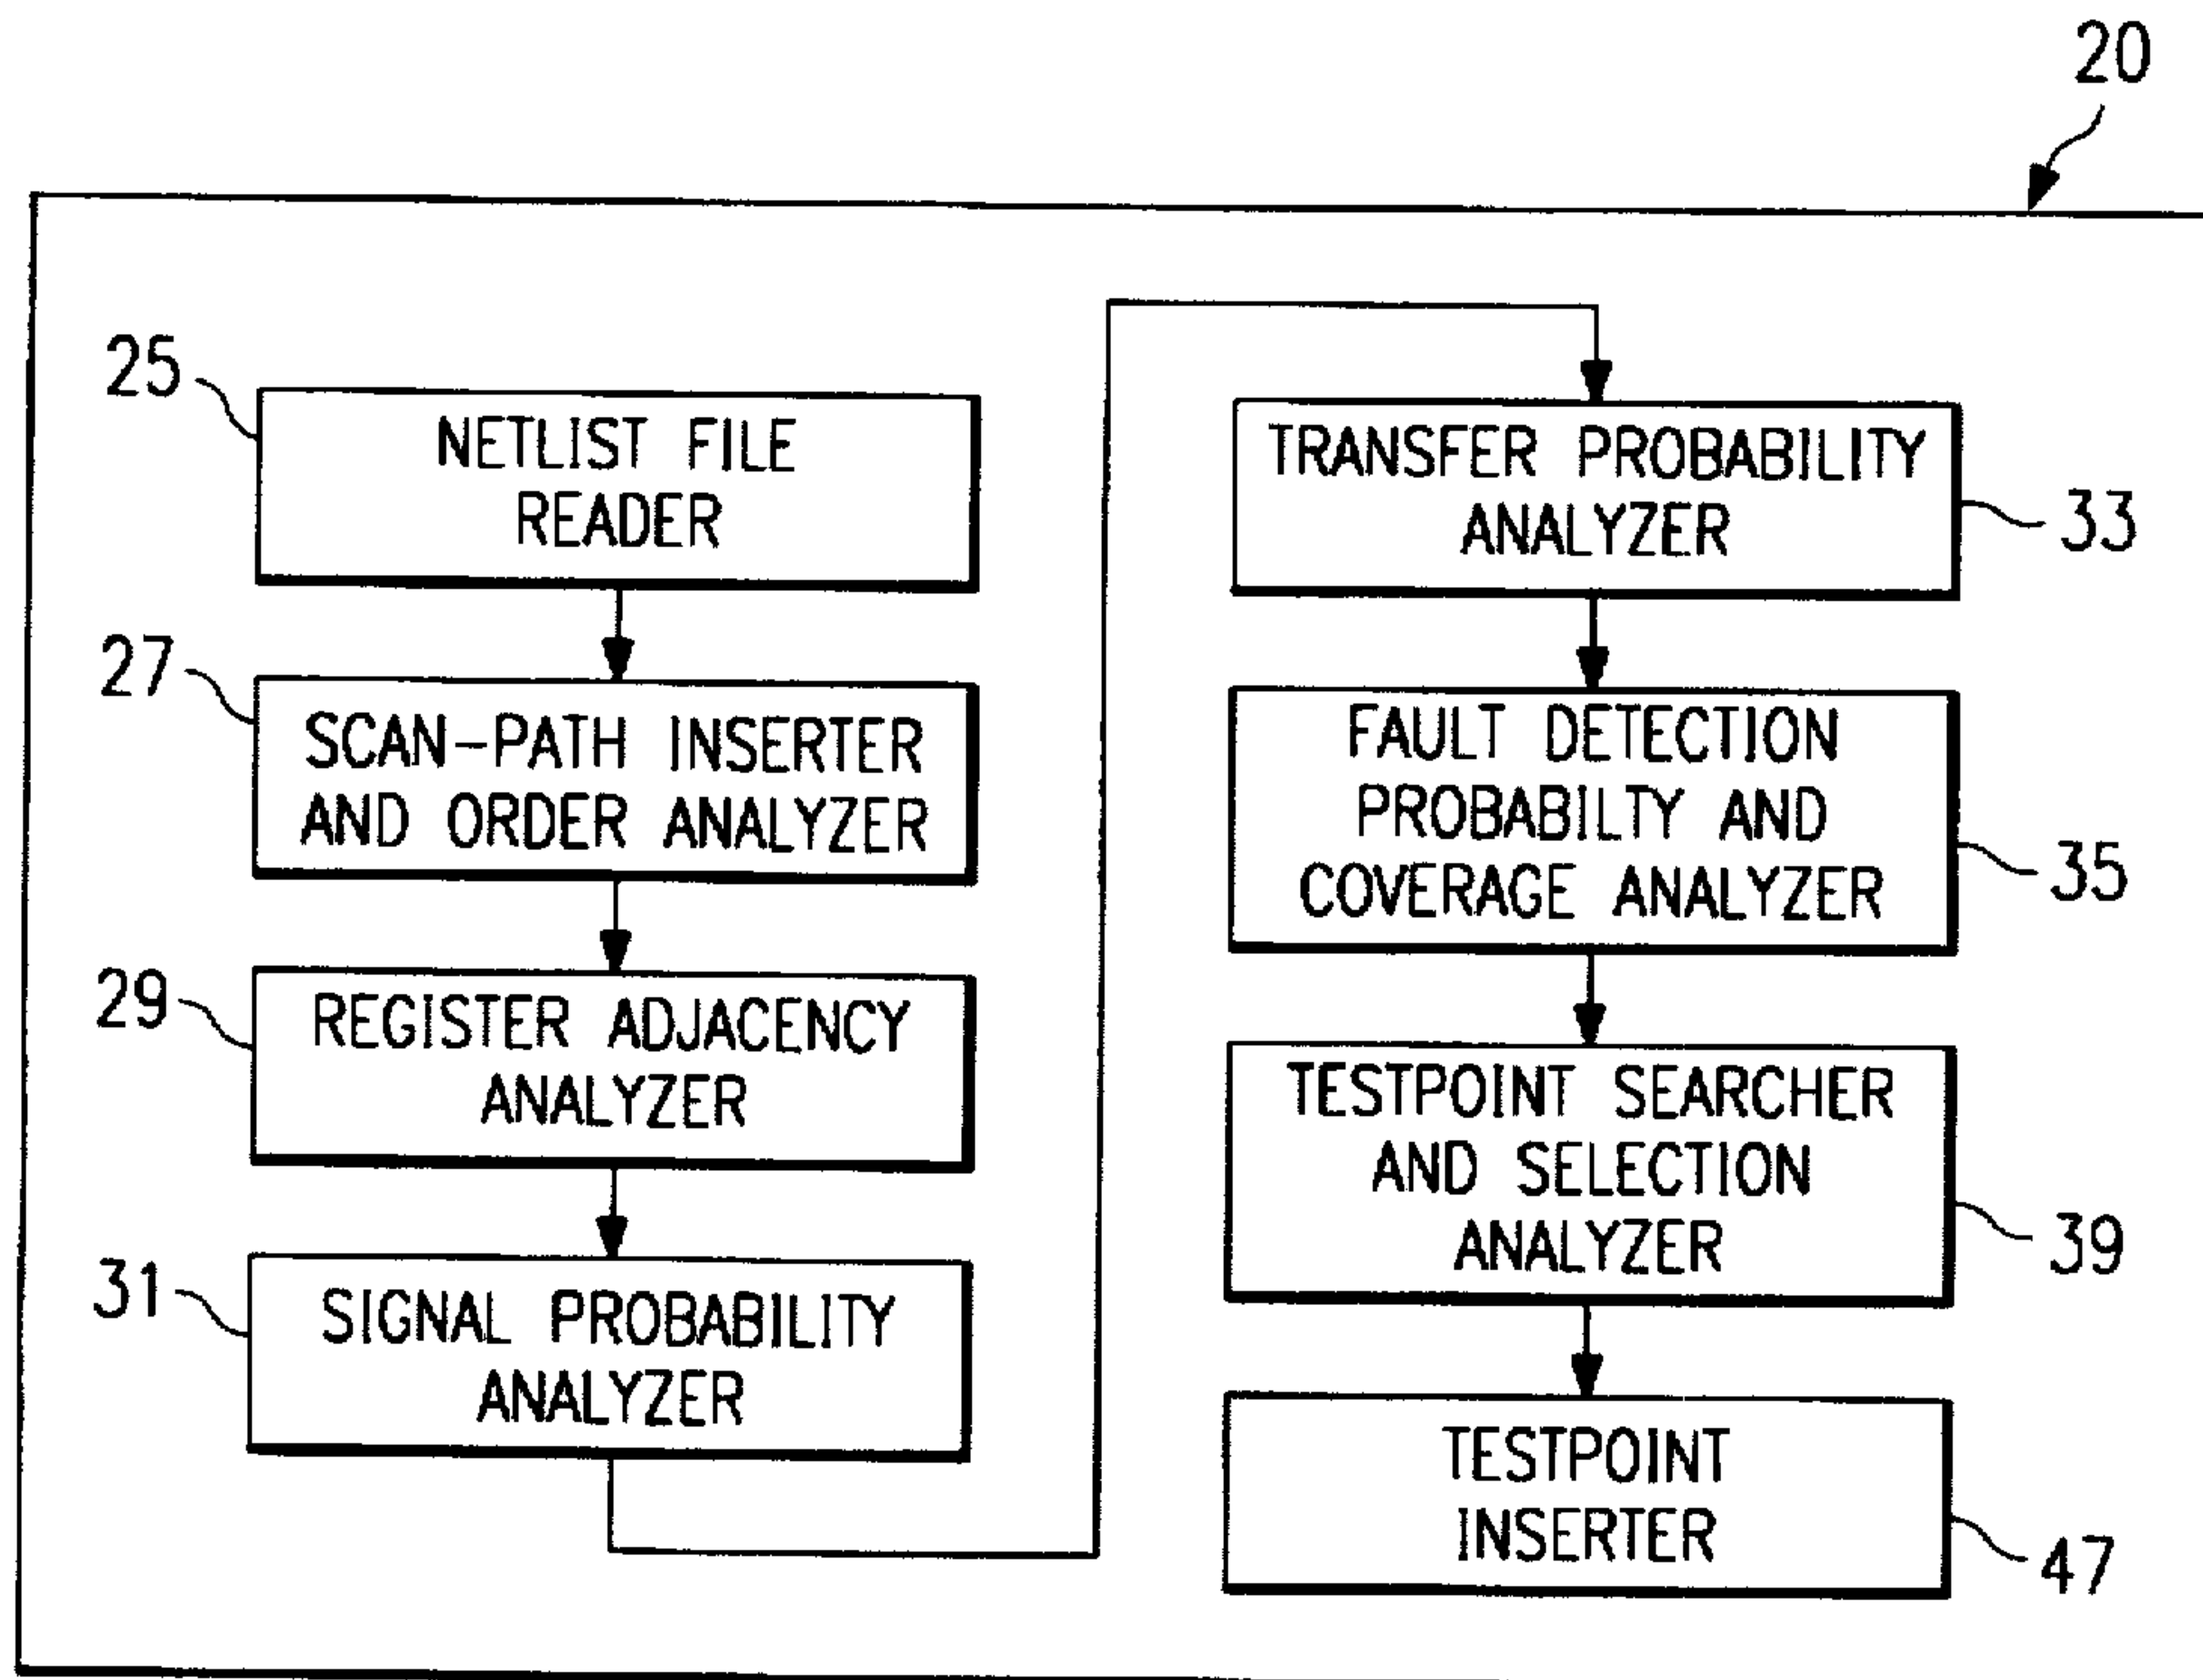 20
25
NETLIST FILE
READER
27
SCAN-PATH INSERTER
AND ORDER ANALYZER
29
REGISTER ADJACENCY
ANALYZER
31
SIGNAL PROBABILITY
ANALYZER
TRANSFER PROBABILITY
ANALYZER
33
FAULT DETECTION
PROBABILTY AND
COVERAGE ANALYZER
35
TESTPOINT SEARCHER
AND SELECTION
ANALYZER
39
TESTPOINT
INSERTER
47